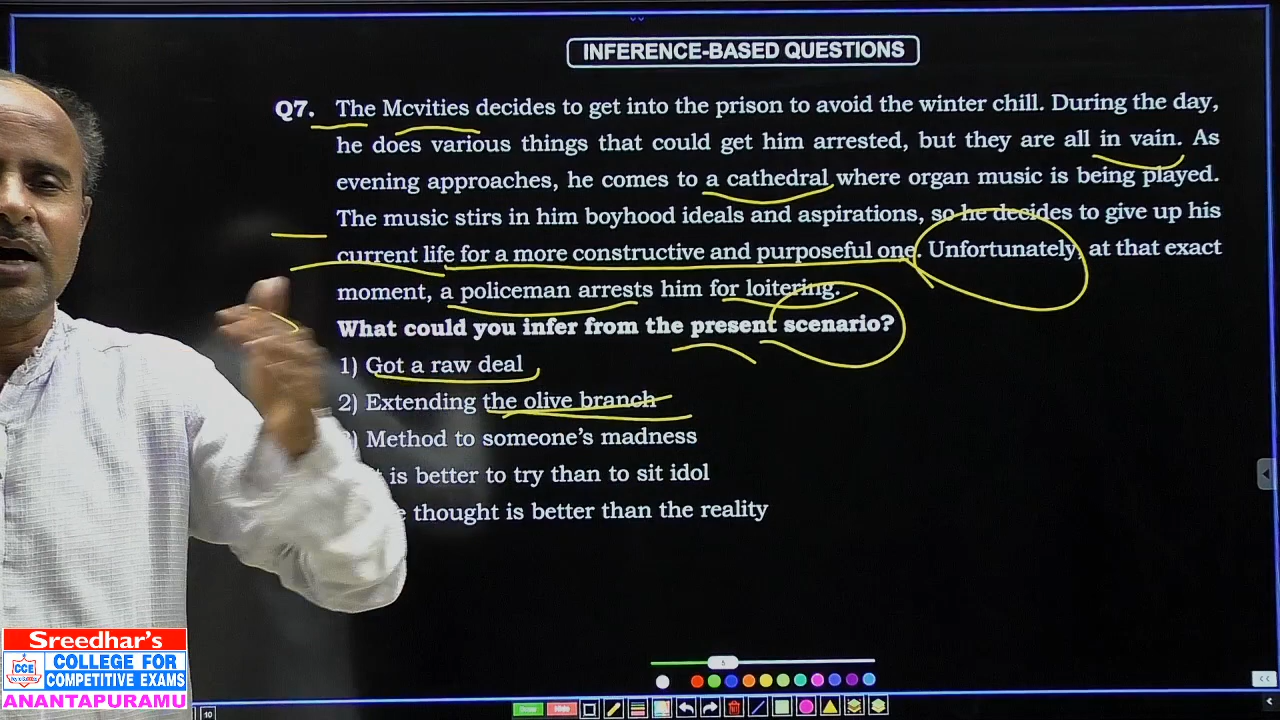 INFERENCE-BASED QUESTIONS
Q7. The Mcvities decides to get into the prison to avoid the winter chill. During the day,
he does various things that could get him arrested, but they are all in vain. As
evening approaches, he comes to a cathedral where organ music is being played.
The music stirs in him boyhood ideals and aspirations, so he decides to give up his
current life for a more constructive and purposeful one. Unfortunately, at that exact
moment, a policeman arrests him for loitering.
What could you infer from the present scenario?
1) Got a raw deal
2) Extending the olive branch
Method to someone's madness
is better to try than to sit idol
thought is better than the reality
Sreedhar's
CCE
COLLEGE FOR
COMPETITIVE EXAMS
ANANTAPURAMU
5
10